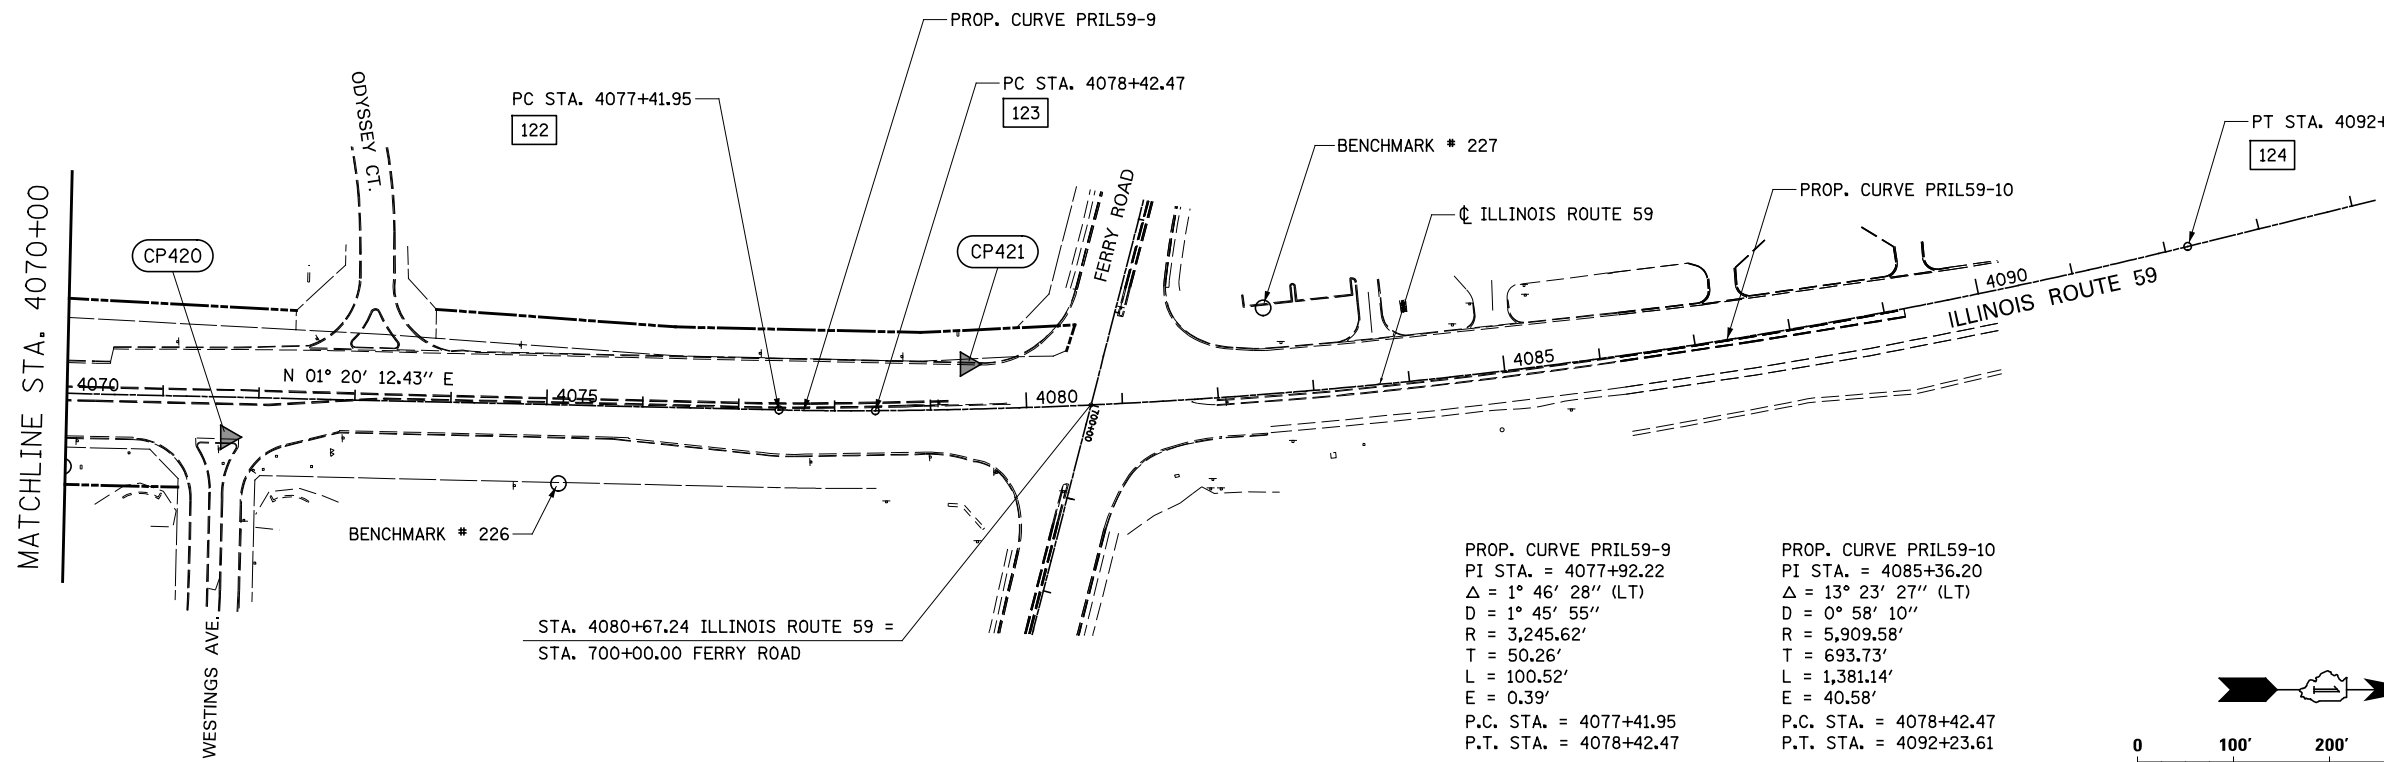 PROP. CURVE PRIL59-9
PC STA. 4077+41.95
122
PC STA. 4078+42.47
123
ODYSSEY CT.
BENCHMARK # 227
PT STA. 4092+
124
PROP. CURVE PRIL59-10
℄ ILLINOIS ROUTE 59
FERRY ROAD
MATCHLINE STA. 4070+00
CP420
CP421
N 01° 20' 12.43'' E
4070
4075
4080
4085
4090
ILLINOIS ROUTE 59
700+00
BENCHMARK # 226
WESTINGS AVE.
STA. 4080+67.24 ILLINOIS ROUTE 59 =
STA. 700+00.00 FERRY ROAD
PROP. CURVE PRIL59-9
PI STA. = 4077+92.22
Δ = 1° 46' 28'' (LT)
D = 1° 45' 55''
R = 3,245.62'
T = 50.26'
L = 100.52'
E = 0.39'
P.C. STA. = 4077+41.95
P.T. STA. = 4078+42.47
PROP. CURVE PRIL59-10
PI STA. = 4085+36.20
Δ = 13° 23' 27'' (LT)
D = 0° 58' 10''
R = 5,909.58'
T = 693.73'
L = 1,381.14'
E = 40.58'
P.C. STA. = 4078+42.47
P.T. STA. = 4092+23.61
0 100' 200'